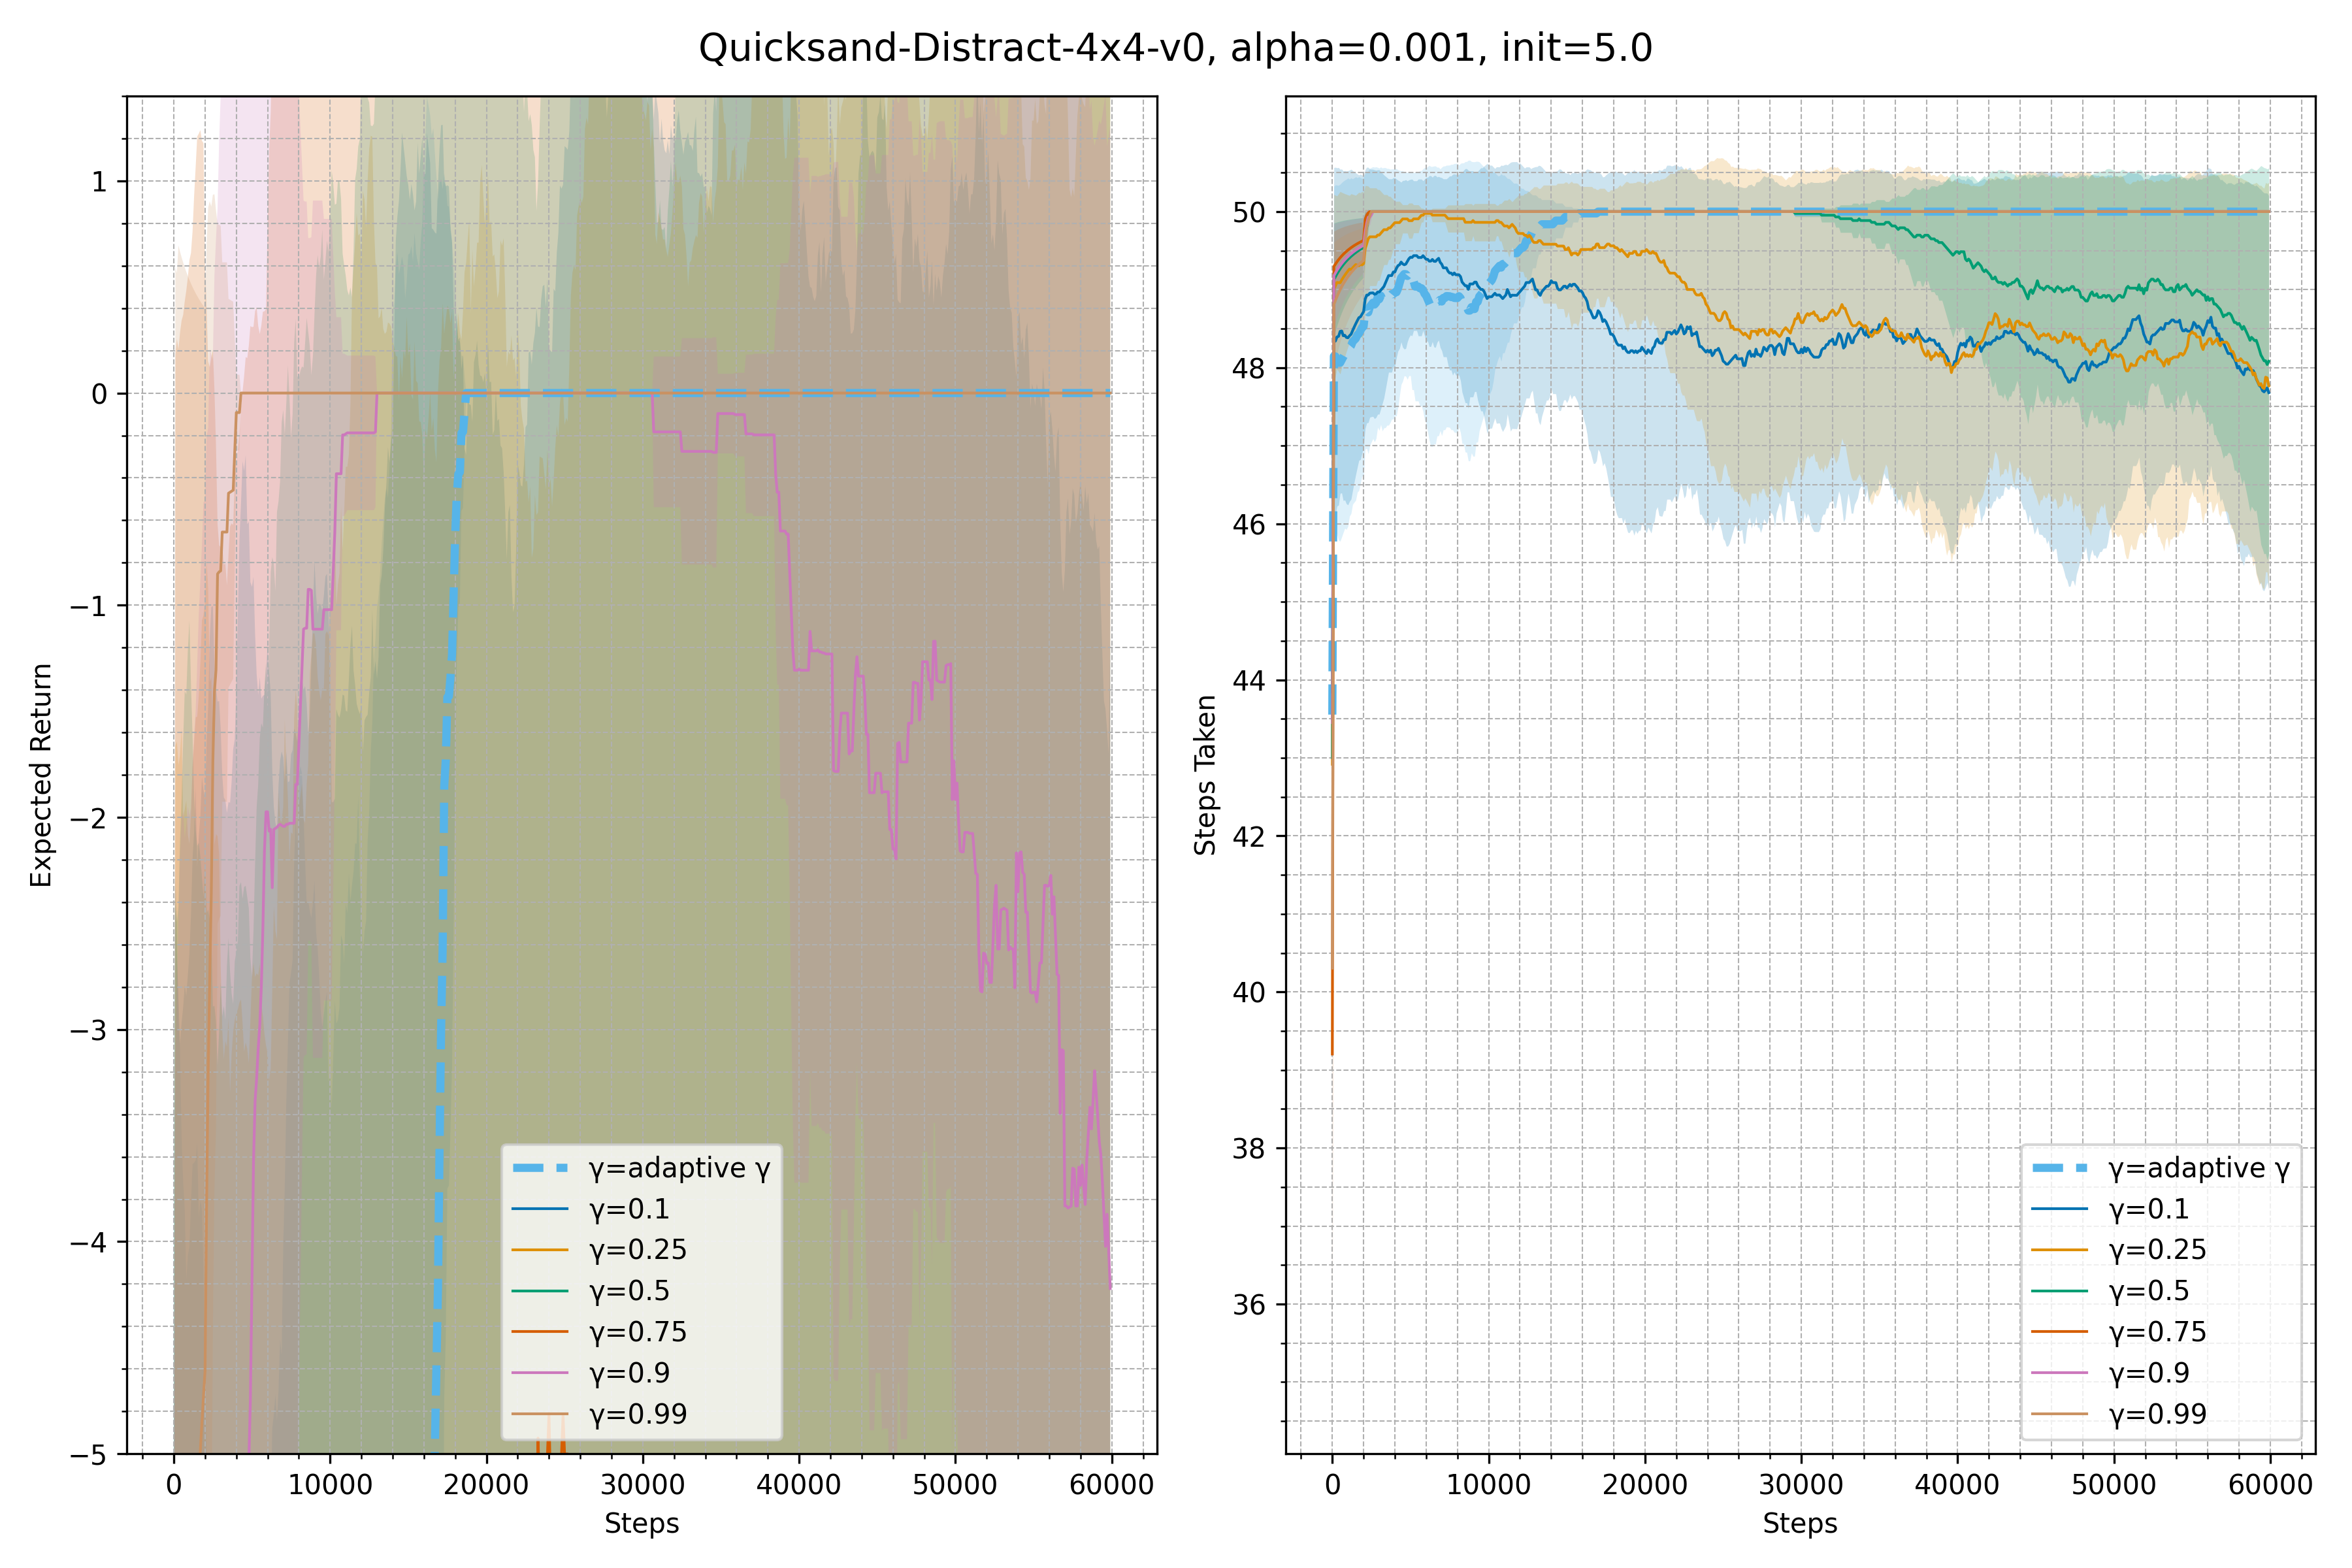 Quicksand-Distract-4x4-v0, alpha=0.001, init=5.0
Expected Return
1
0
−1
−2
−3
−4
−5
0
10000
20000
30000
40000
50000
60000
Steps
γ=adaptive γ
γ=0.1
γ=0.25
γ=0.5
γ=0.75
γ=0.9
γ=0.99
Steps Taken
50
48
46
44
42
40
38
36
0
10000
20000
30000
40000
50000
60000
Steps
γ=adaptive γ
γ=0.1
γ=0.25
γ=0.5
γ=0.75
γ=0.9
γ=0.99